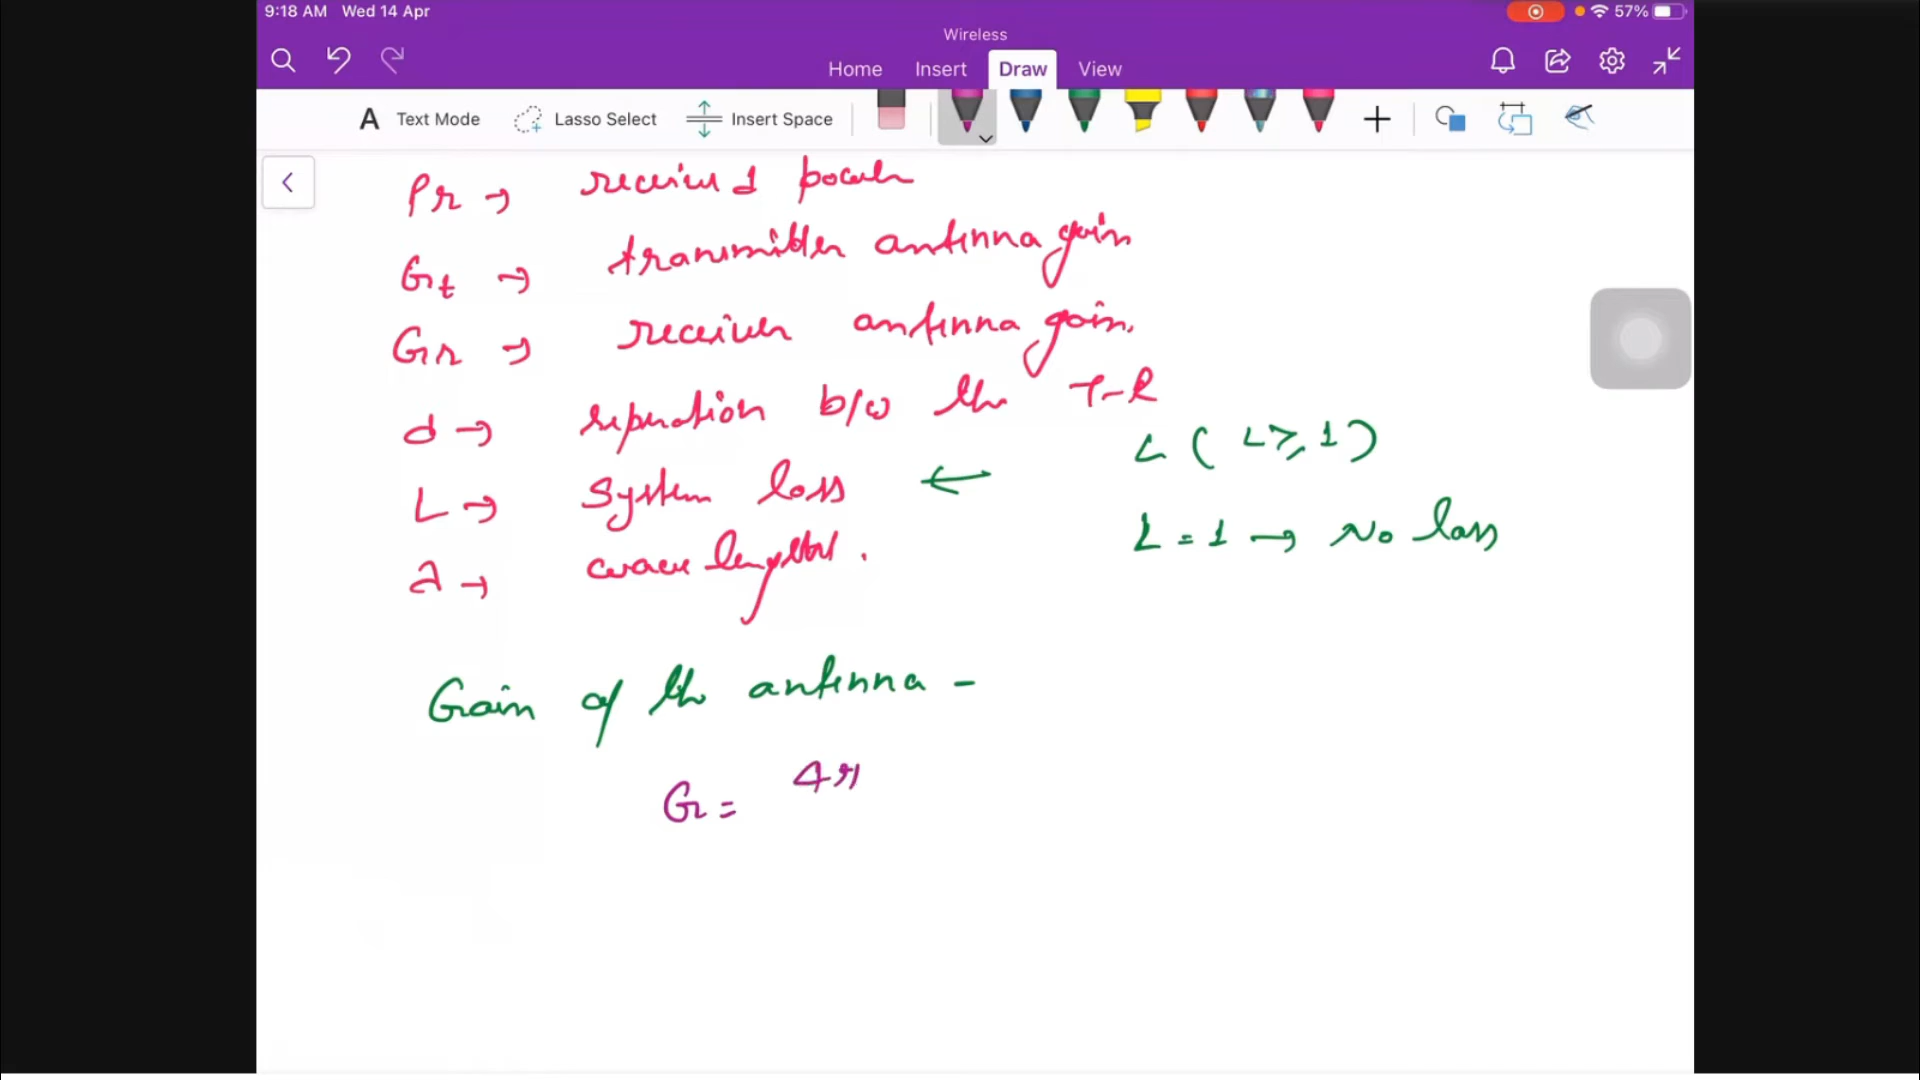 9:18 AM Wed 14 Apr
57%
Wireless
Home Insert Draw View
A Text Mode Lasso Select Insert Space
Pr → received power
Gt → transmitter antenna gain
Gr → receiver antenna gain.
d → seperation b/w the T-R
L → System loss ←
L (L≥1)
L = 1 → No loss
λ → wave length.
Gain of the antenna -
G = 4π